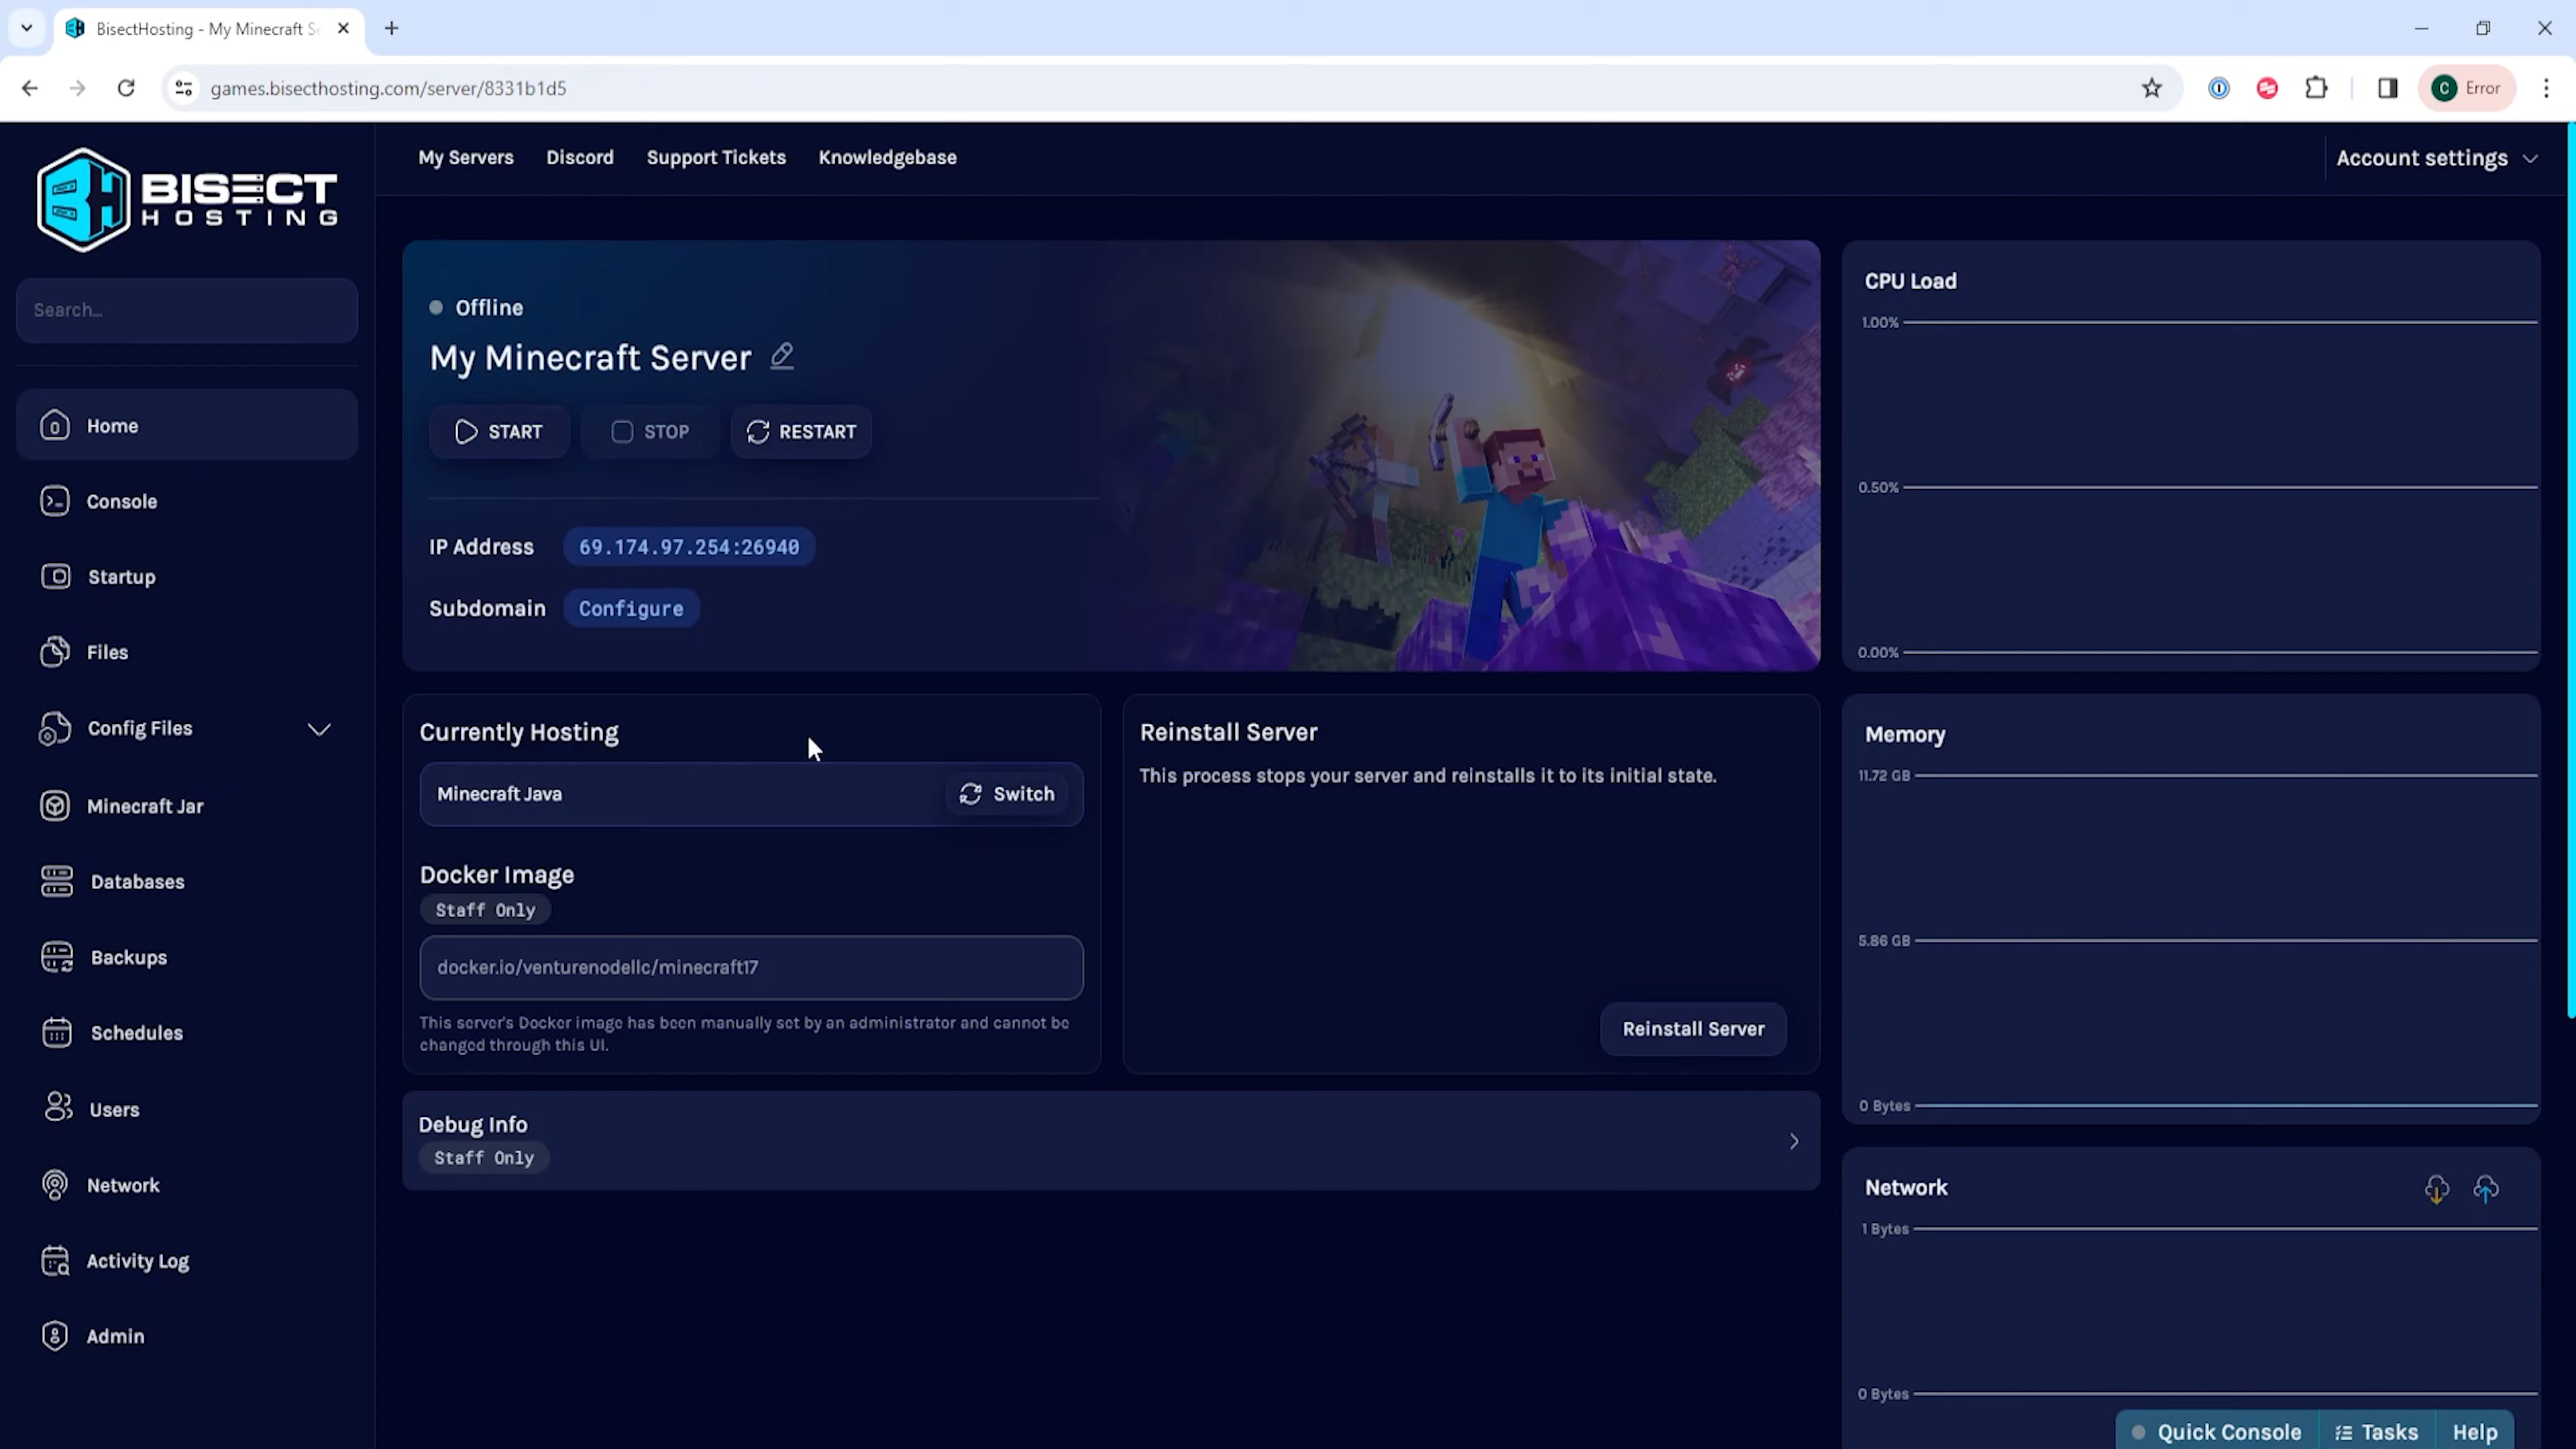 BisectHosting - My Minecraft Se
games.bisecthosting.com/server/8331b1d5
C Error
BISECT
HOSTING
My Servers Discord Support Tickets Knowledgebase
Account settings
Search...
Home
Console
Startup
Files
Config Files
Minecraft Jar
Databases
Backups
Schedules
Users
Network
Activity Log
Admin
Offline
My Minecraft Server
START STOP RESTART
IP Address 69.174.97.254:26940
Subdomain Configure
Currently Hosting
Minecraft Java Switch
Docker Image
Staff Only
docker.io/venturenodellc/minecraft17
This server's Docker image has been manually set by an administrator and cannot be
changed through this UI.
Reinstall Server
This process stops your server and reinstalls it to its initial state.
Reinstall Server
Debug Info
Staff Only
CPU Load
1.00%
0.50%
0.00%
Memory
11.72 GB
5.86 GB
0 Bytes
Network
1 Bytes
0 Bytes
Quick Console Tasks Help